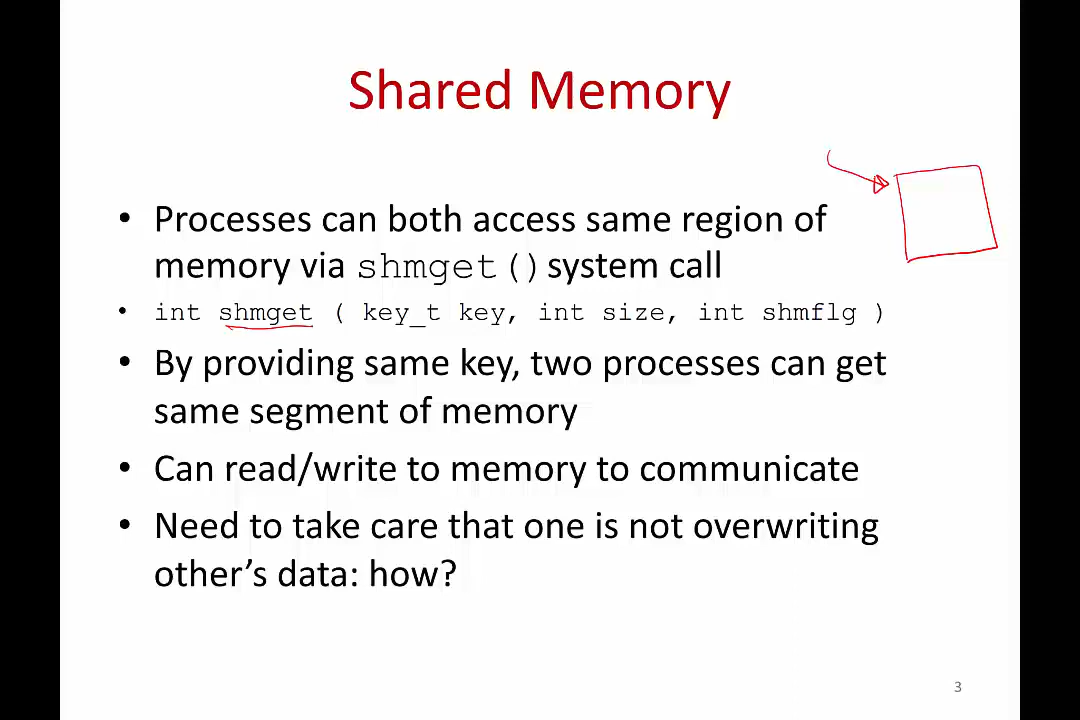 Shared Memory
• Processes can both access same region of
memory via shmget() system call
• int shmget ( key_t key, int size, int shmflg )
• By providing same key, two processes can get
same segment of memory
• Can read/write to memory to communicate
• Need to take care that one is not overwriting
other’s data: how?
3